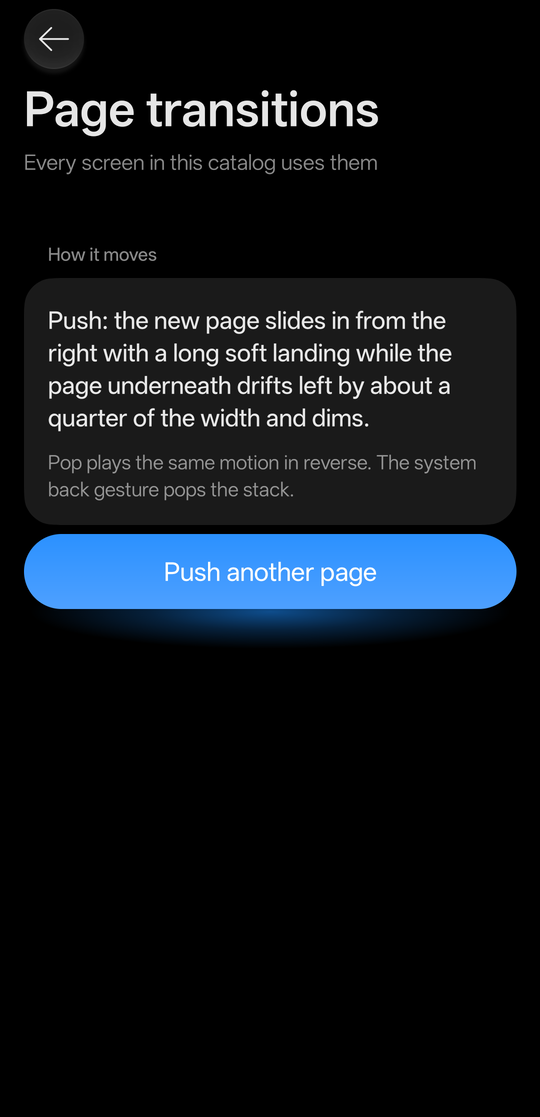 Page transitions
Every screen in this catalog uses them
How it moves
Push: the new page slides in from the
right with a long soft landing while the
page underneath drifts left by about a
quarter of the width and dims.
Pop plays the same motion in reverse. The system
back gesture pops the stack.
Push another page